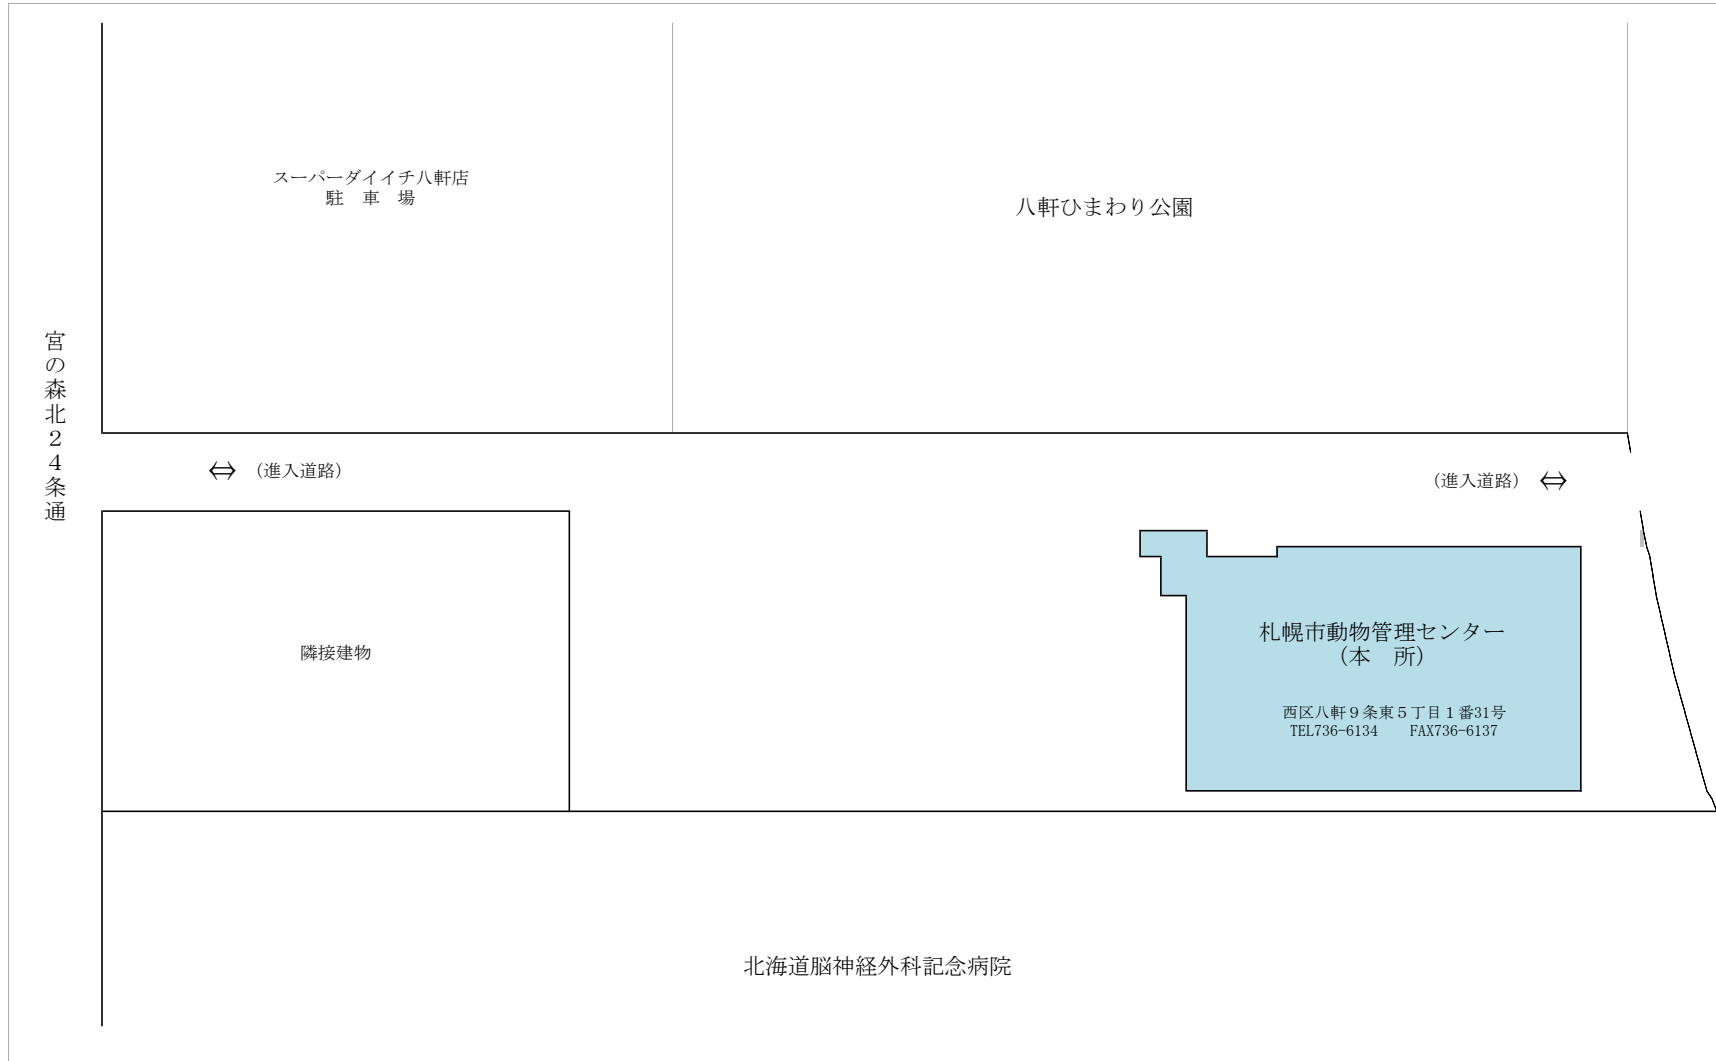 スーパーダイイチ八軒店
駐　車　場
八軒ひまわり公園
宮の森北２４条通
⇔　（進入道路）
（進入道路）　⇔
隣接建物
札幌市動物管理センター
（本　所）
西区八軒９条東５丁目１番31号
TEL736-6134　　FAX736-6137
北海道脳神経外科記念病院